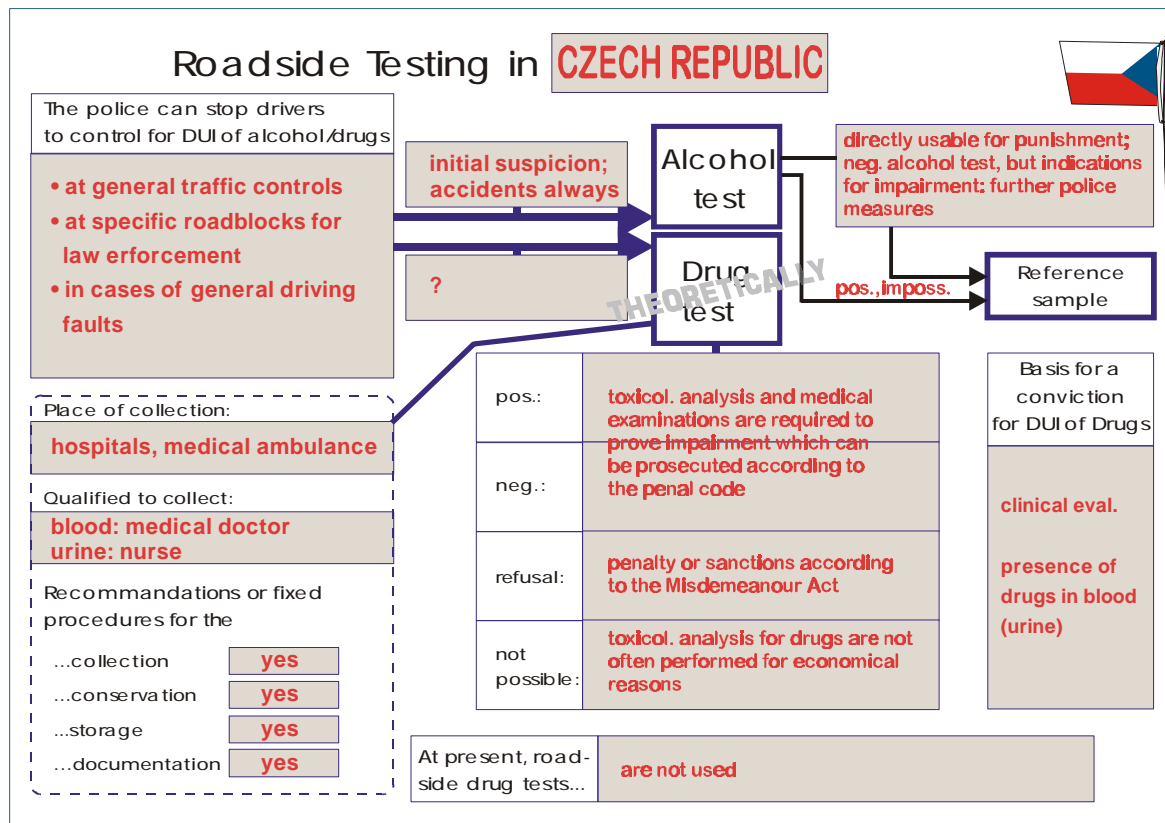 Roadside Testing in CZECH REPUBLIC
The police can stop drivers
to control for DUI of alcohol/drugs
• at general traffic controls
• at specific roadblocks for
law erforcement
• in cases of general driving
faults
initial suspicion;
accidents always
?
Alcohol
test
Drug
test
THEORETICALLY
directly usable for punishment;
neg. alcohol test, but indications
for impairment: further police
measures
pos.,imposs.
Reference
sample
Place of collection:
hospitals, medical ambulance
Qualified to collect:
blood: medical doctor
urine: nurse
Recommandations or fixed
procedures for the
...collection yes
...conservation yes
...storage yes
...documentation yes
pos.:
toxicol. analysis and medical
examinations are required to
prove impairment which can
be prosecuted according to
the penal code
neg.:
refusal:
penalty or sanctions according
to the Misdemeanour Act
not
possible:
toxicol. analysis for drugs are not
often performed for economical
reasons
Basis for a
conviction
for DUI of Drugs
clinical eval.
presence of
drugs in blood
(urine)
At present, road-
side drug tests...
are not used